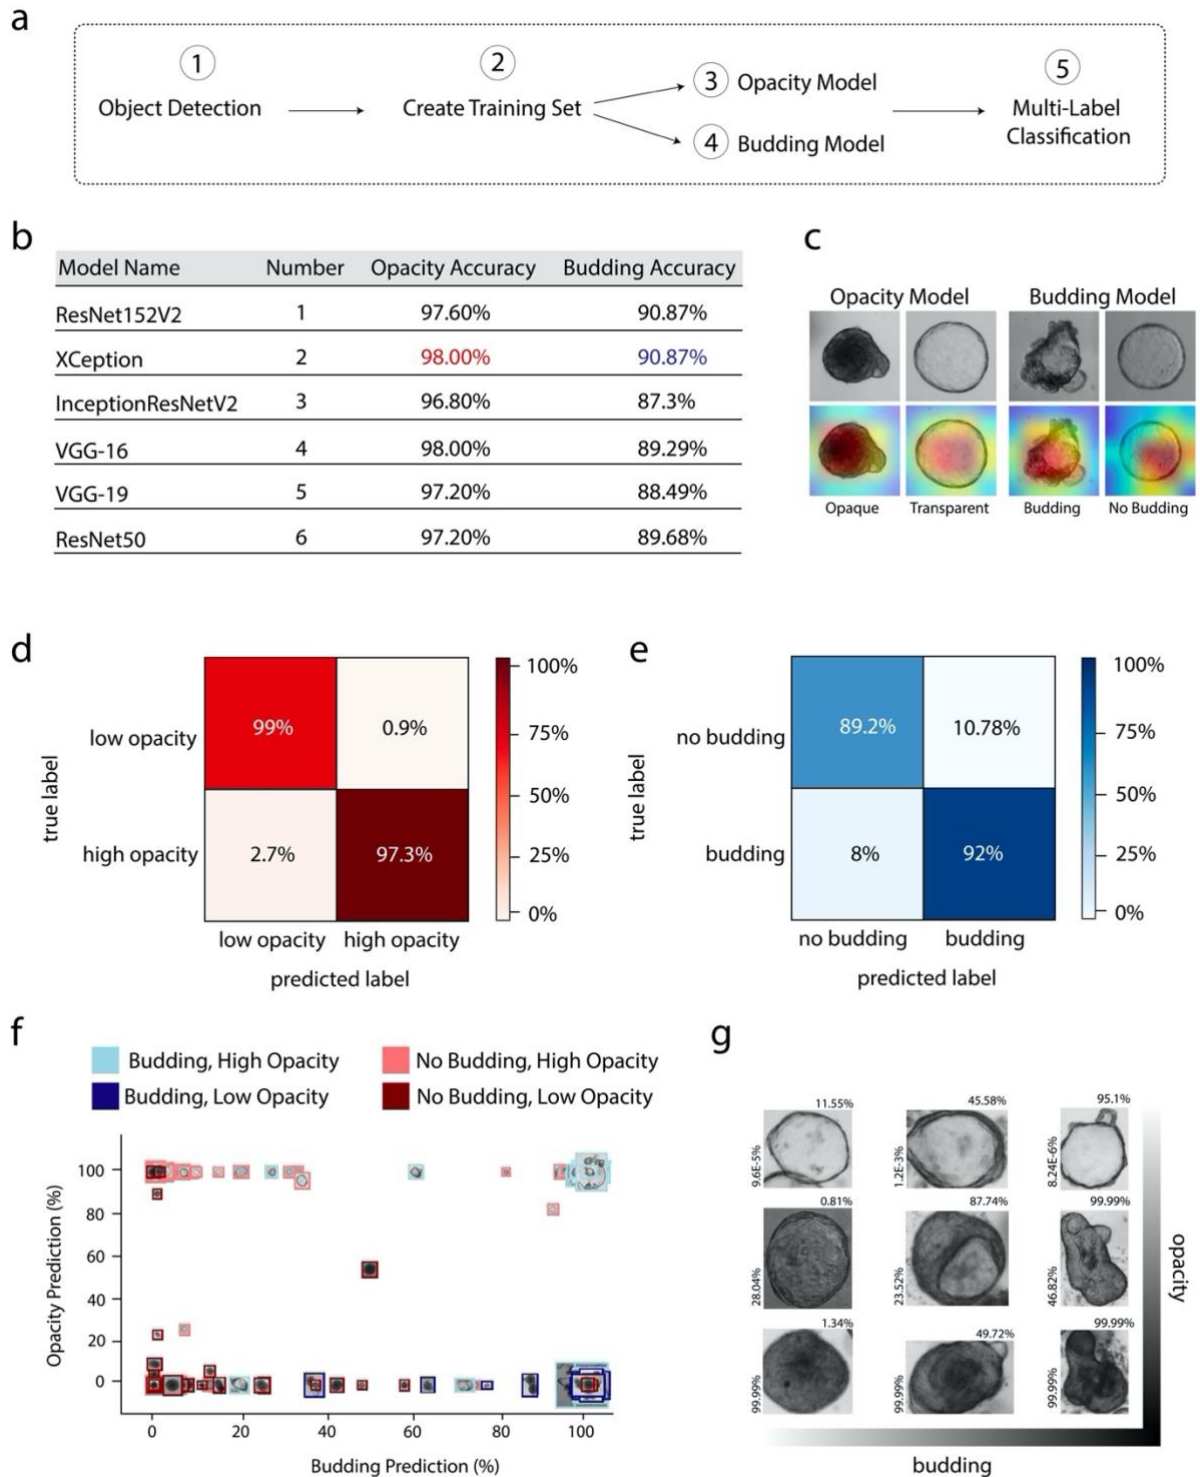 a
1
2
3 Opacity Model
5
Object Detection
Create Training Set
4 Budding Model
Multi-Label
Classification
b
Model Name Number Opacity Accuracy Budding Accuracy
ResNet152V2 1 97.60% 90.87%
XCeption 2 98.00% 90.87%
InceptionResNetV2 3 96.80% 87.3%
VGG-16 4 98.00% 89.29%
VGG-19 5 97.20% 88.49%
ResNet50 6 97.20% 89.68%
c
Opacity Model Budding Model
Opaque Transparent Budding No Budding
d
low opacity 99% 0.9%
high opacity 2.7% 97.3%
low opacity high opacity
predicted label
true label
100%
75%
50%
25%
0%
e
no budding 89.2% 10.78%
budding 8% 92%
no budding budding
predicted label
true label
100%
75%
50%
25%
0%
f
Budding, High Opacity No Budding, High Opacity
Budding, Low Opacity No Budding, Low Opacity
Opacity Prediction (%)
100
80
60
40
20
0
0 20 40 60 80 100
Budding Prediction (%)
g
11.55% 45.58% 95.1%
9.6E-5% 1.2E-3% 8.24E-6%
0.81% 87.74% 99.99%
28.04% 23.52% 46.82%
1.34% 49.72% 99.99%
99.99% 99.99% 99.99%
opacity
budding